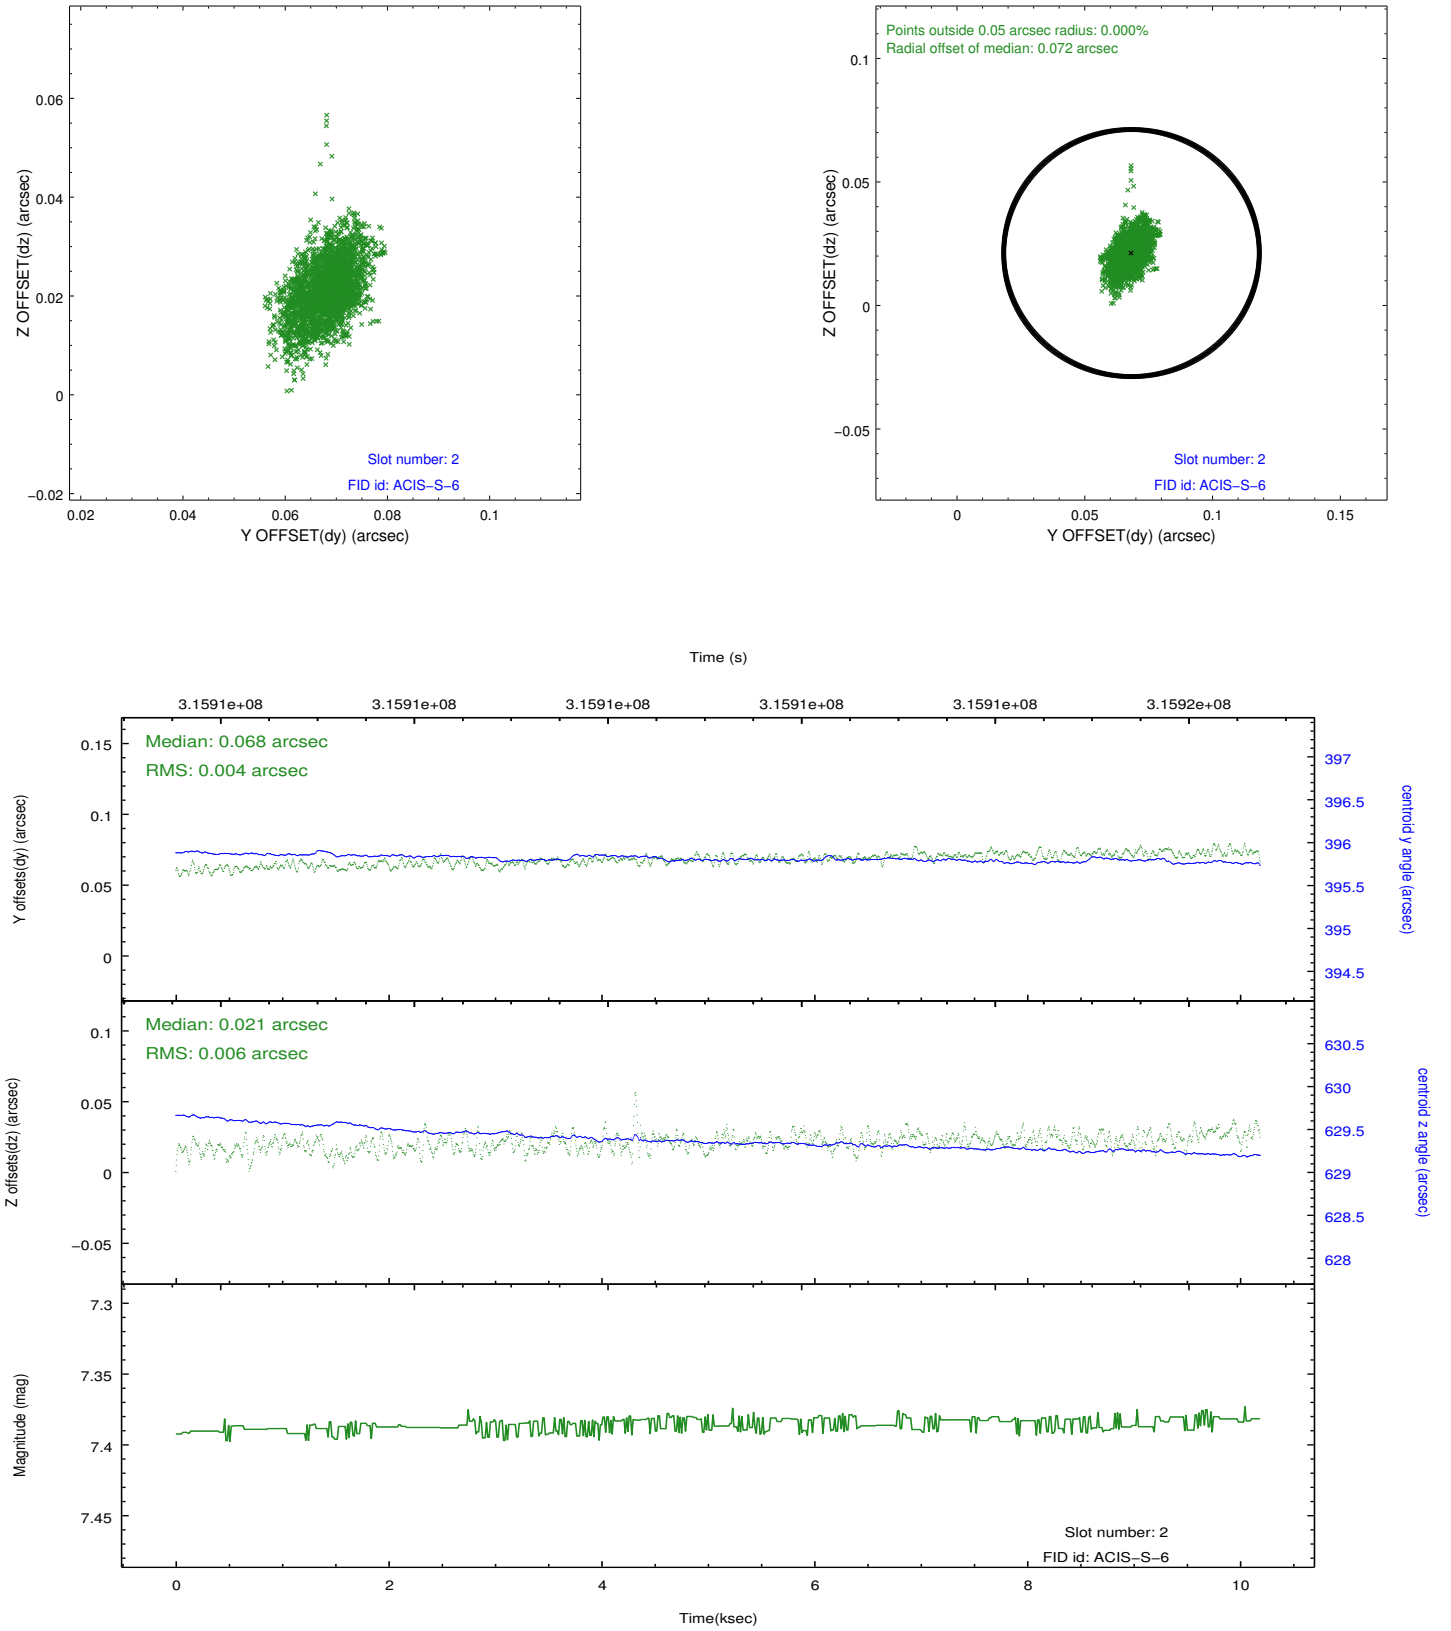 Z OFFSET(dz) (arcsec)
0.06
0.04
0.02
0
−0.02
0.02 0.04 0.06 0.08 0.1
Y OFFSET(dy) (arcsec)
Slot number: 2
FID id: ACIS−S−6
Points outside 0.05 arcsec radius: 0.000%
Radial offset of median: 0.072 arcsec
Z OFFSET(dz) (arcsec)
0.1
0.05
0
−0.05
Slot number: 2
FID id: ACIS−S−6
0 0.05 0.1 0.15
Y OFFSET(dy) (arcsec)
Time (s)
3.1591e+08 3.1591e+08 3.1591e+08 3.1591e+08 3.1591e+08 3.1592e+08
Median: 0.068 arcsec
RMS: 0.004 arcsec
Y offsets(dy) (arcsec)
0.15
0.1
0.05
0
397
396.5
396
395.5
395
394.5
centroid y angle (arcsec)
Median: 0.021 arcsec
RMS: 0.006 arcsec
Z offsets(dz) (arcsec)
0.1
0.05
0
−0.05
630.5
630
629.5
629
628.5
628
centroid z angle (arcsec)
Magnitude (mag)
7.3
7.35
7.4
7.45
Slot number: 2
FID id: ACIS−S−6
0 2 4 6 8 10
Time(ksec)